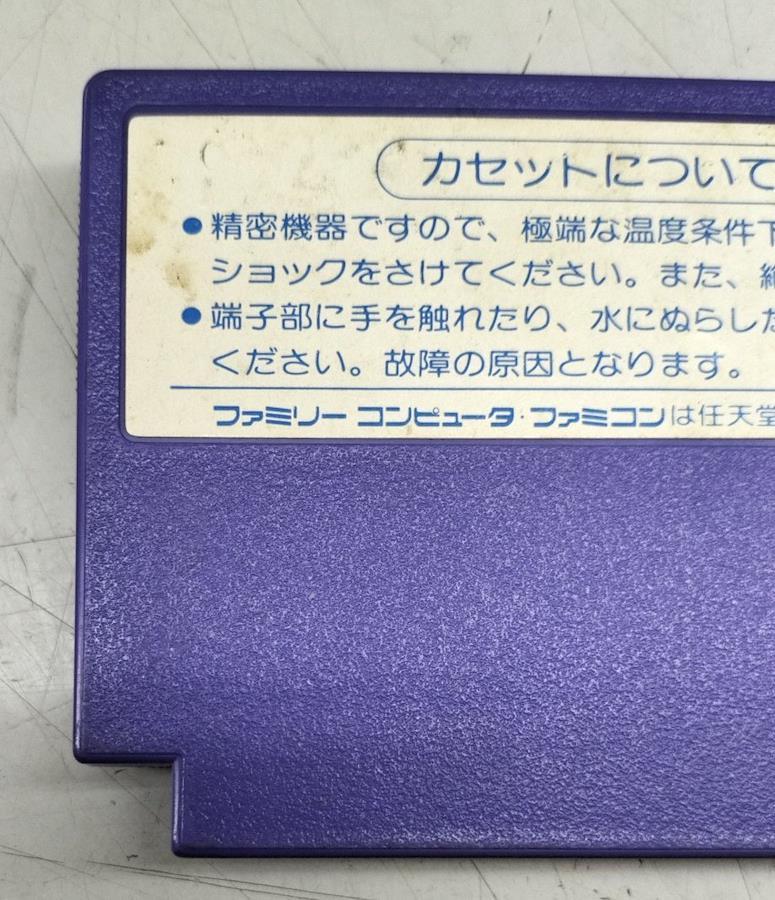 カセットについて
●精密機器ですので、極端な温度条件下
ショックをさけてください。また、
●端子部に手を触れたり、水にぬらした
ください。故障の原因となります。
ファミリー コンピュータ・ファミコンは任天堂